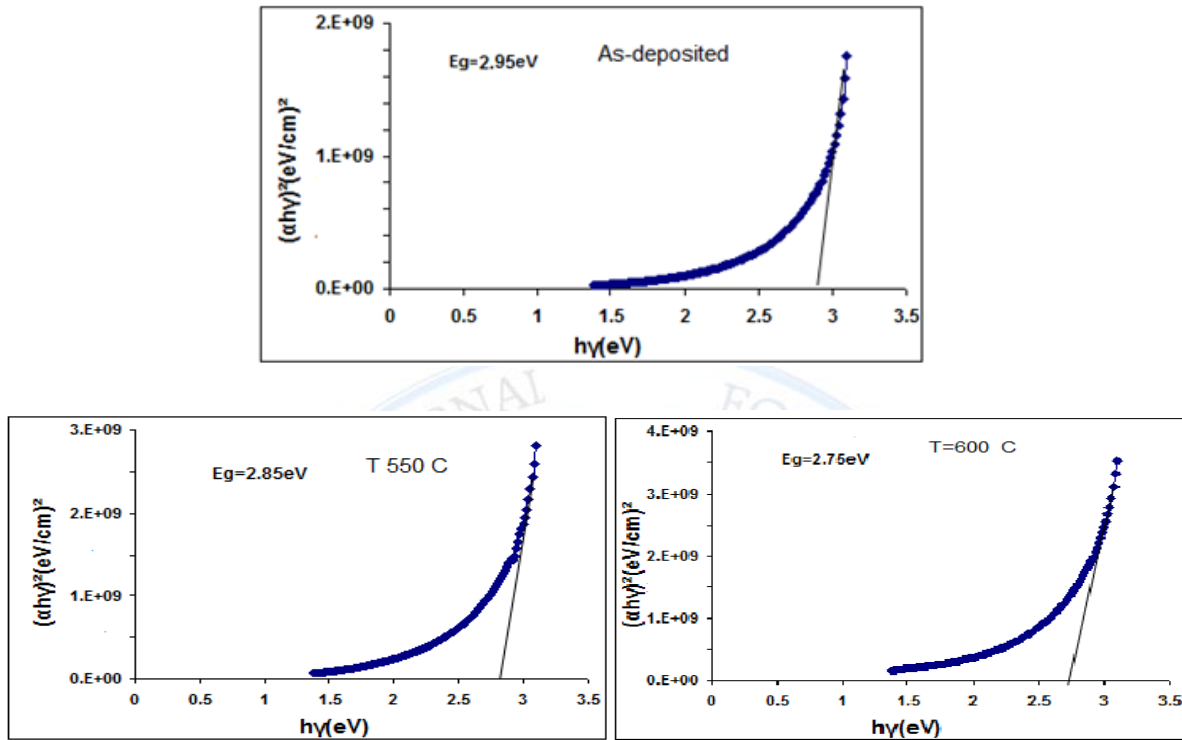 2.E+09
Eg=2.95eV
As-deposited
1.E+09
0.E+00
(αhγ)²(eV/cm)²
0 0.5 1 1.5 2 2.5 3 3.5
hγ(eV)
NAL FO
3.E+09
Eg=2.85eV
T 550 C
2.E+09
1.E+09
0.E+00
(αhγ)²(eV/cm)²
0 0.5 1 1.5 2 2.5 3 3.5
hγ(eV)
4.E+09
Eg=2.75eV
T=600 C
3.E+09
2.E+09
1.E+09
0.E+00
(αhγ)²(eV/cm)²
0 0.5 1 1.5 2 2.5 3 3.5
hγ(eV)